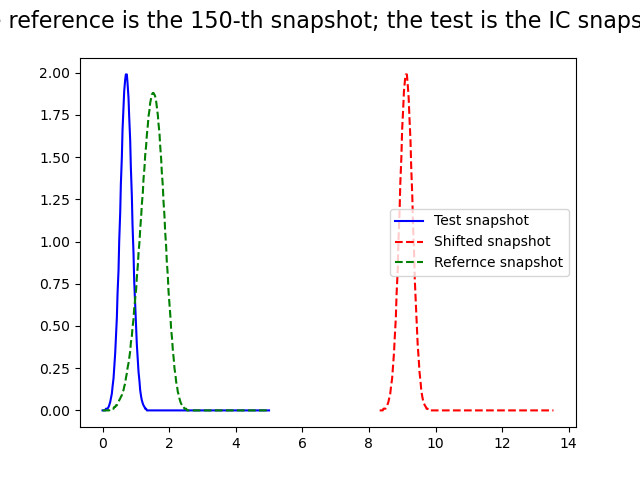 reference is the 150-th snapshot; the test is the IC snaps
2.00
1.75
1.50
1.25
1.00
0.75
0.50
0.25
0.00
Test snapshot
Shifted snapshot
Refernce snapshot
0 2 4 6 8 10 12 14